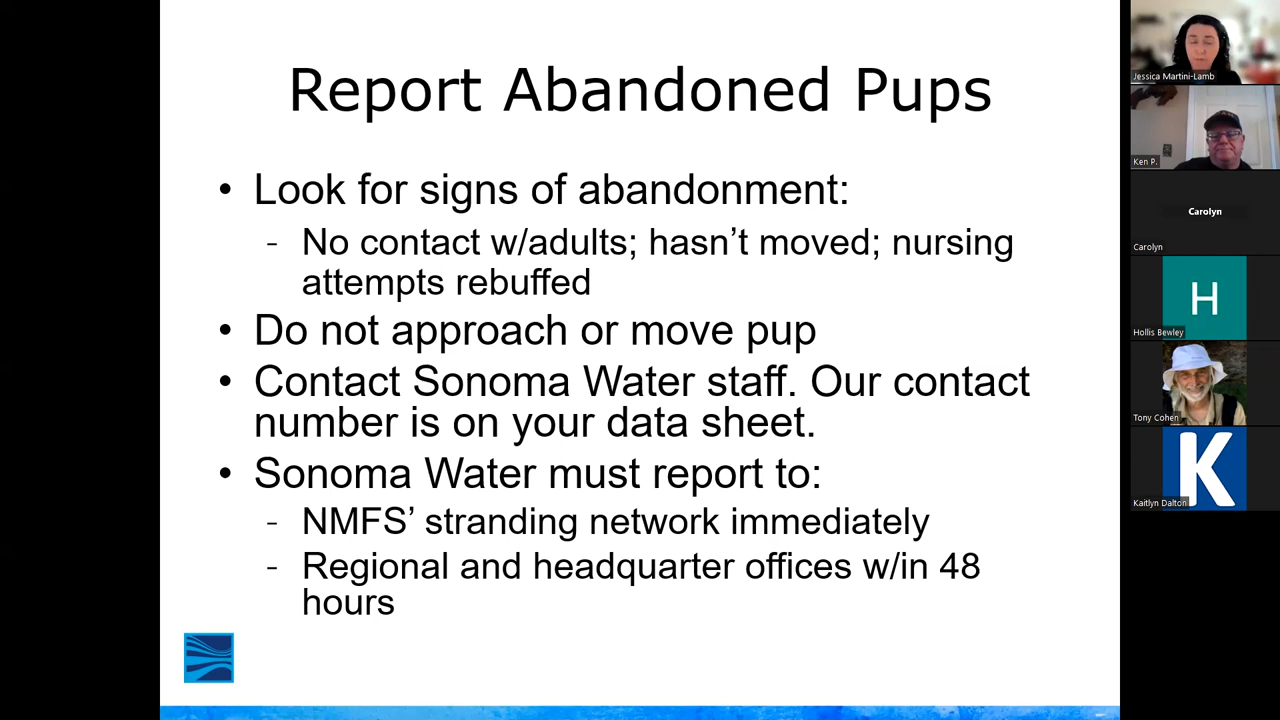 Report Abandoned Pups
• Look for signs of abandonment:
- No contact w/adults; hasn’t moved; nursing
attempts rebuffed
• Do not approach or move pup
• Contact Sonoma Water staff. Our contact
number is on your data sheet.
• Sonoma Water must report to:
- NMFS’ stranding network immediately
- Regional and headquarter offices w/in 48
hours
Jessica Martini-Lamb
Ken P.
Carolyn
Carolyn
H
Hollis Bewley
Tony Cohen
K
Kaitlyn Dalton